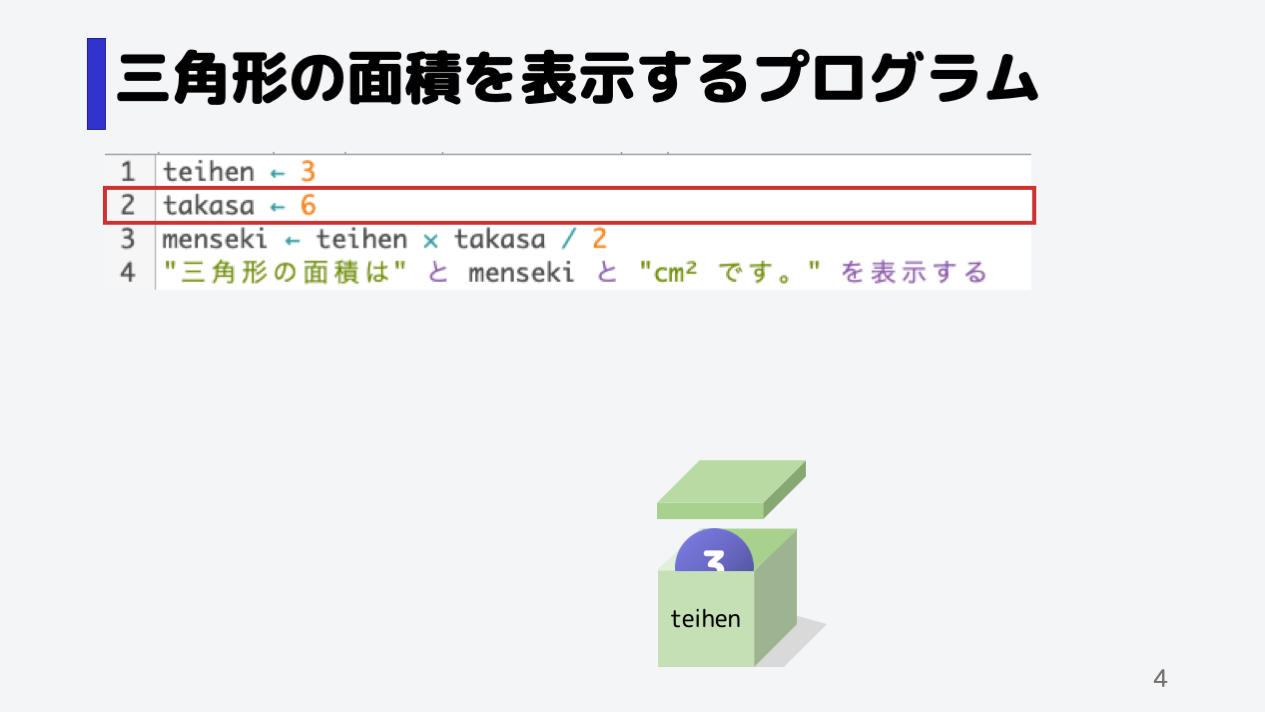 三角形の面積を表示するプログラム
1 teihen ← 3
2 takasa ← 6
3 menseki ← teihen × takasa / 2
4 "三角形の面積は" と menseki と "cm² です。" を表示する
3
teihen
4